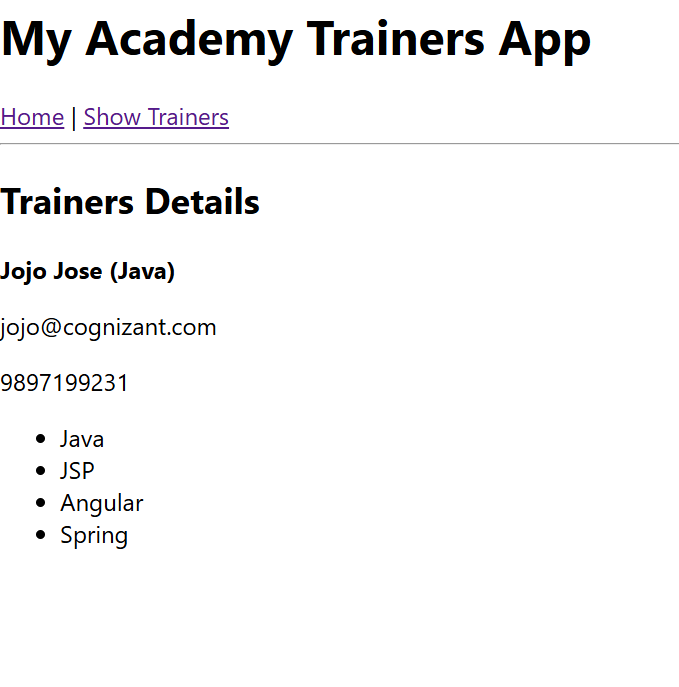 My Academy Trainers App
Home | Show Trainers
Trainers Details
Jojo Jose (Java)
jojo@cognizant.com
9897199231
Java
JSP
Angular
Spring